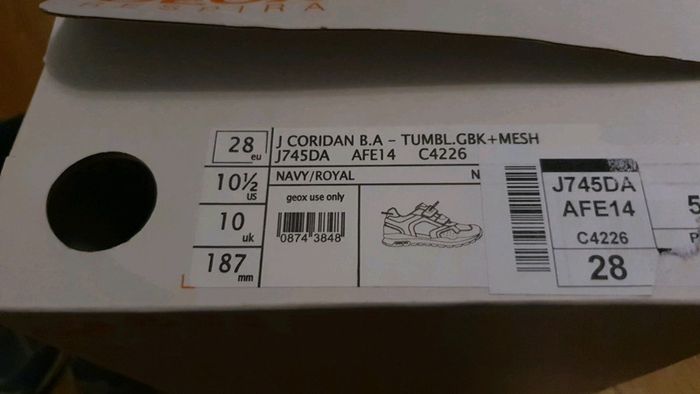 RESPIRA
28 eu
10½ us
10 uk
187 mm
J CORIDAN B.A - TUMBL.GBK+MESH
J745DA AFE14 C4226
NAVY/ROYAL N
geox use only
0874 3848
J745DA
AFE14
C4226
28
5
P